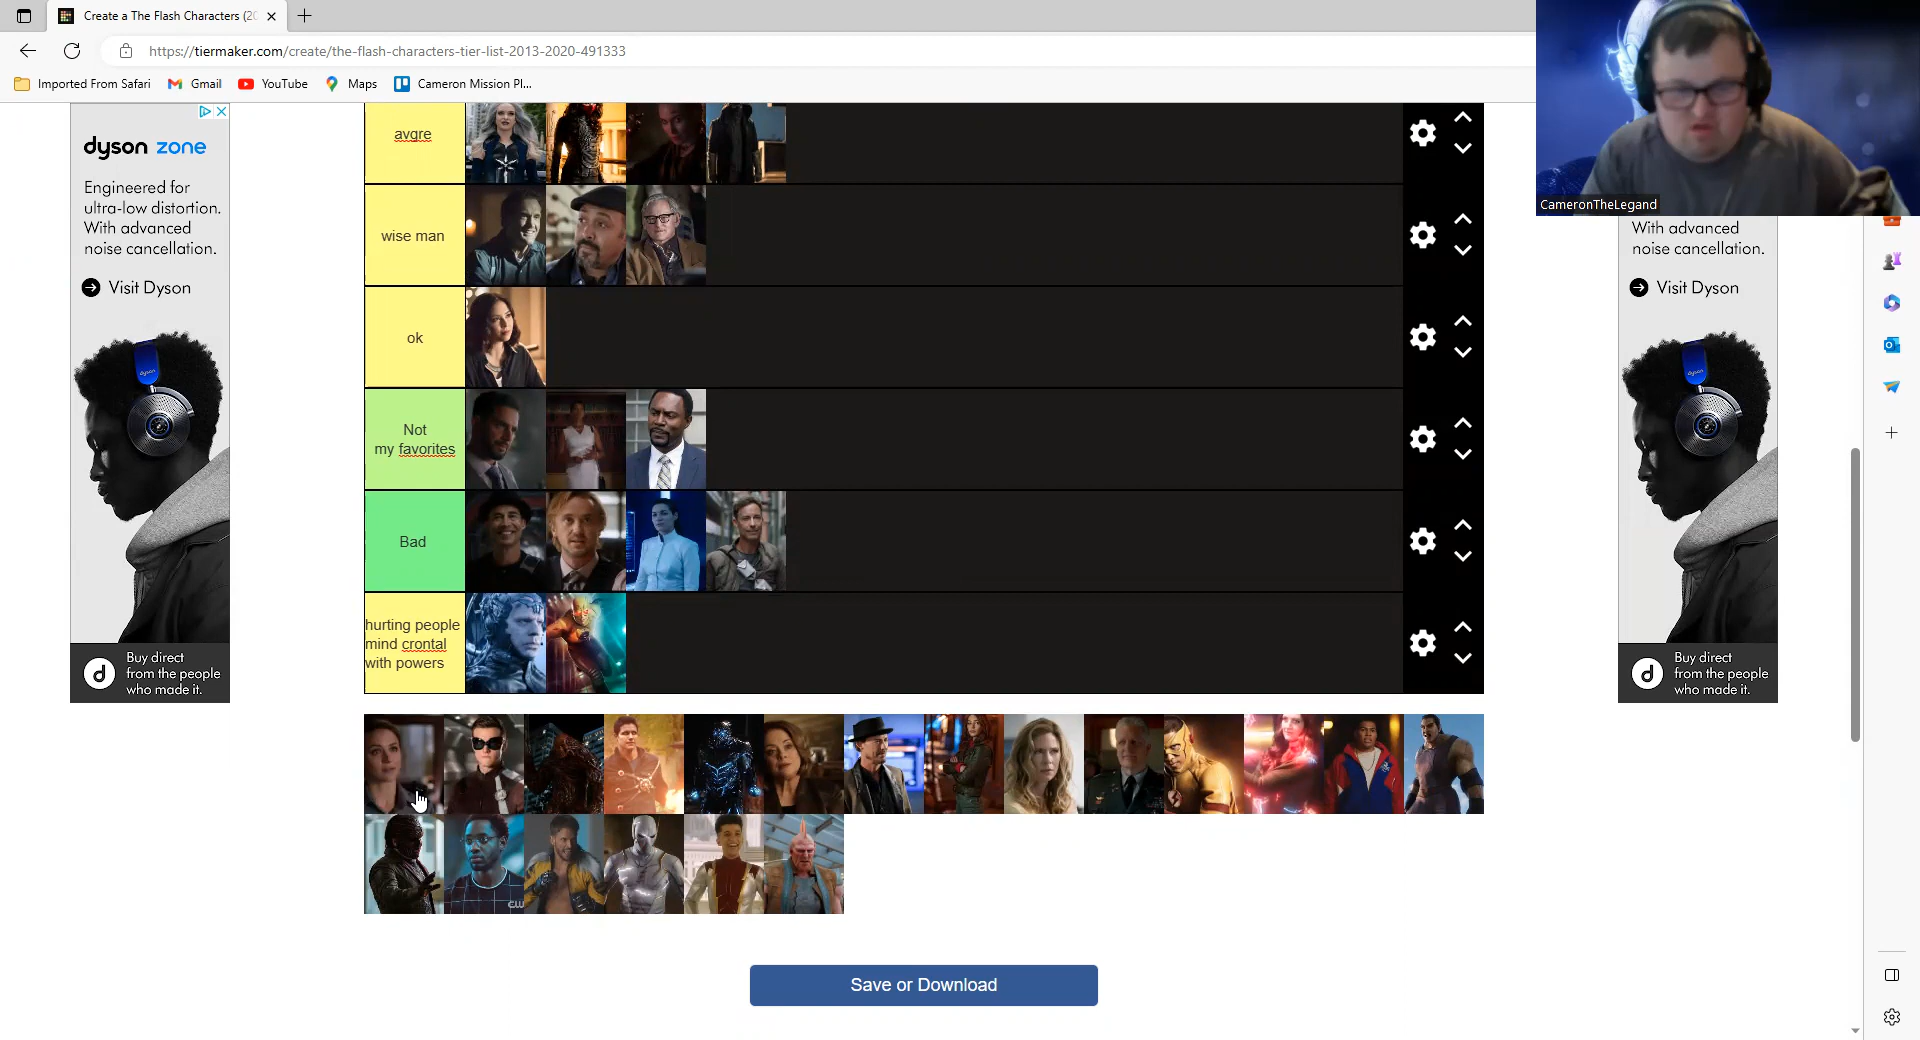 Create a The Flash Characters (20
https://tiermaker.com/create/the-flash-characters-tier-list-2013-2020-491333
Imported From Safari
Gmail
YouTube
Maps
Cameron Mission Pl...
CameronTheLegand
dyson zone
Engineered for
ultra-low distortion.
With advanced
noise cancellation.
Visit Dyson
Buy direct
from the people
who made it.
avgre
wise man
ok
Not
my favorites
Bad
hurting people
mind crontal
with powers
CW
Save or Download
With advanced
noise cancellation.
Visit Dyson
Buy direct
from the people
who made it.